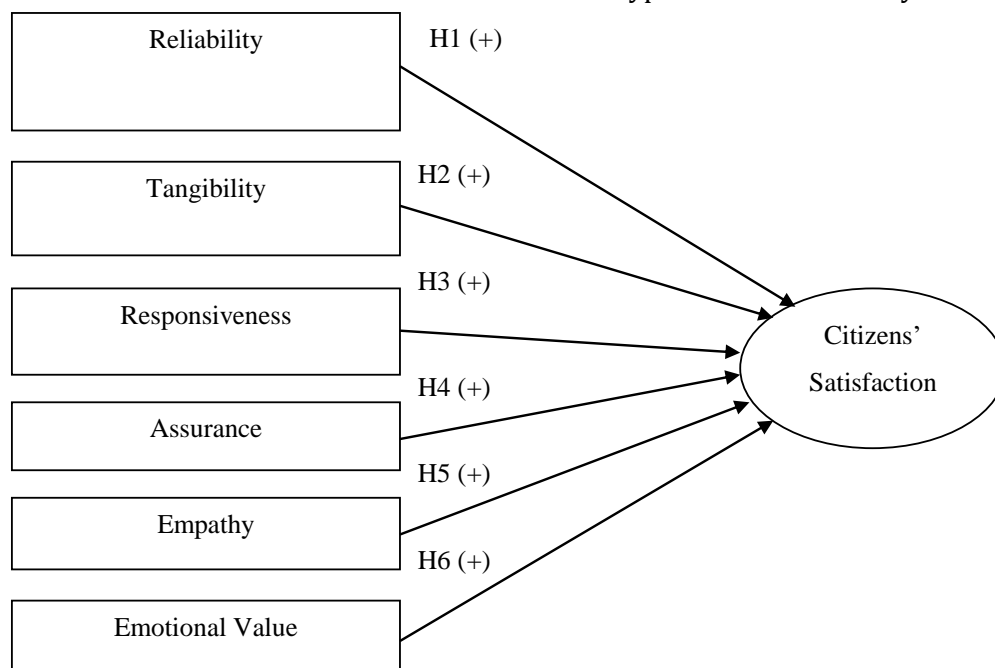 Reliability
H1 (+)
Tangibility
H2 (+)
H3 (+)
Responsiveness
Citizens’
Satisfaction
H4 (+)
Assurance
H5 (+)
Empathy
H6 (+)
Emotional Value